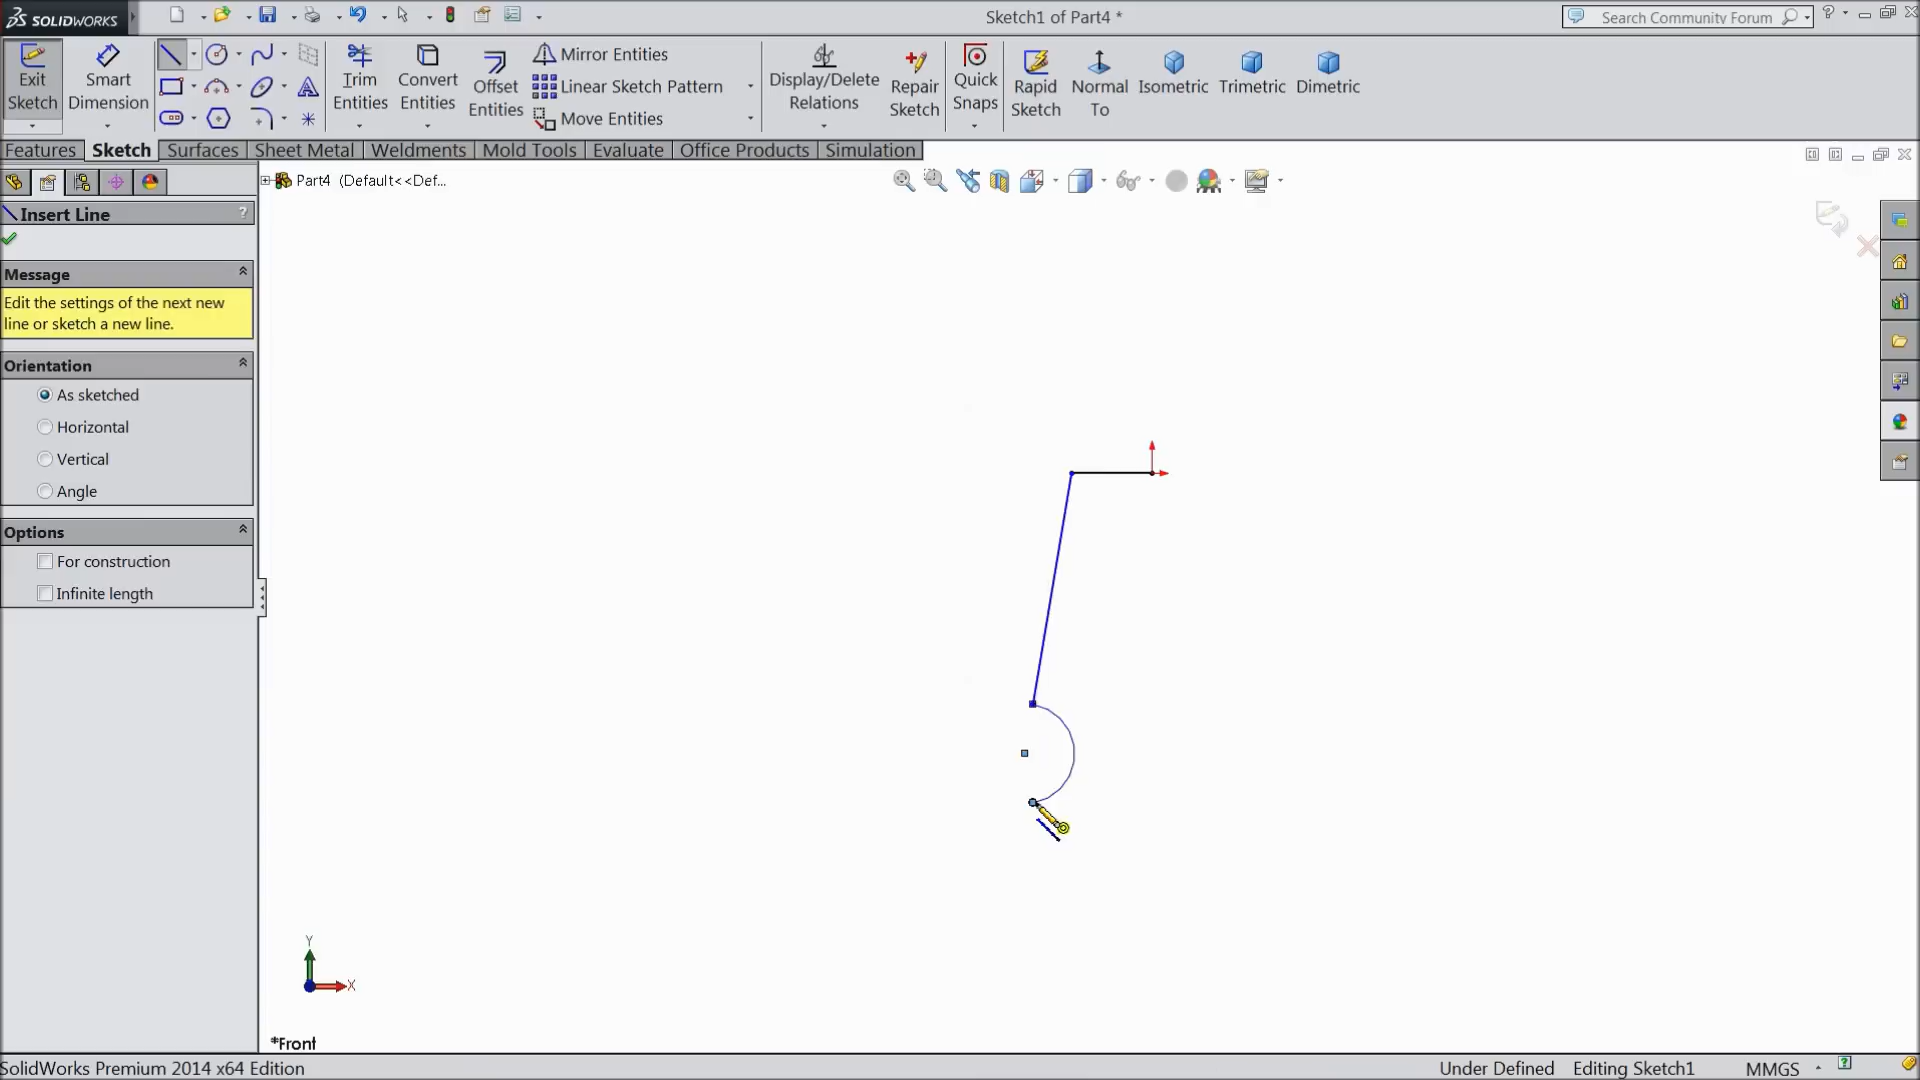 SOLIDWORKS
Sketch1 of Part4 *
Search Community Forum
Exit Sketch
Smart Dimension
Trim Entities
Convert Entities
Offset Entities
Mirror Entities
Linear Sketch Pattern
Move Entities
Display/Delete Relations
Repair Sketch
Quick Snaps
Rapid Sketch
Normal To
Isometric
Trimetric
Dimetric
Features
Sketch
Surfaces
Sheet Metal
Weldments
Mold Tools
Evaluate
Office Products
Simulation
Part4 (Default<<Def...
Insert Line
?
Message
Edit the settings of the next new
line or sketch a new line.
Orientation
As sketched
Horizontal
Vertical
Angle
Options
For construction
Infinite length
Y
X
*Front
SolidWorks Premium 2014 x64 Edition
Under Defined
Editing Sketch1
MMGS